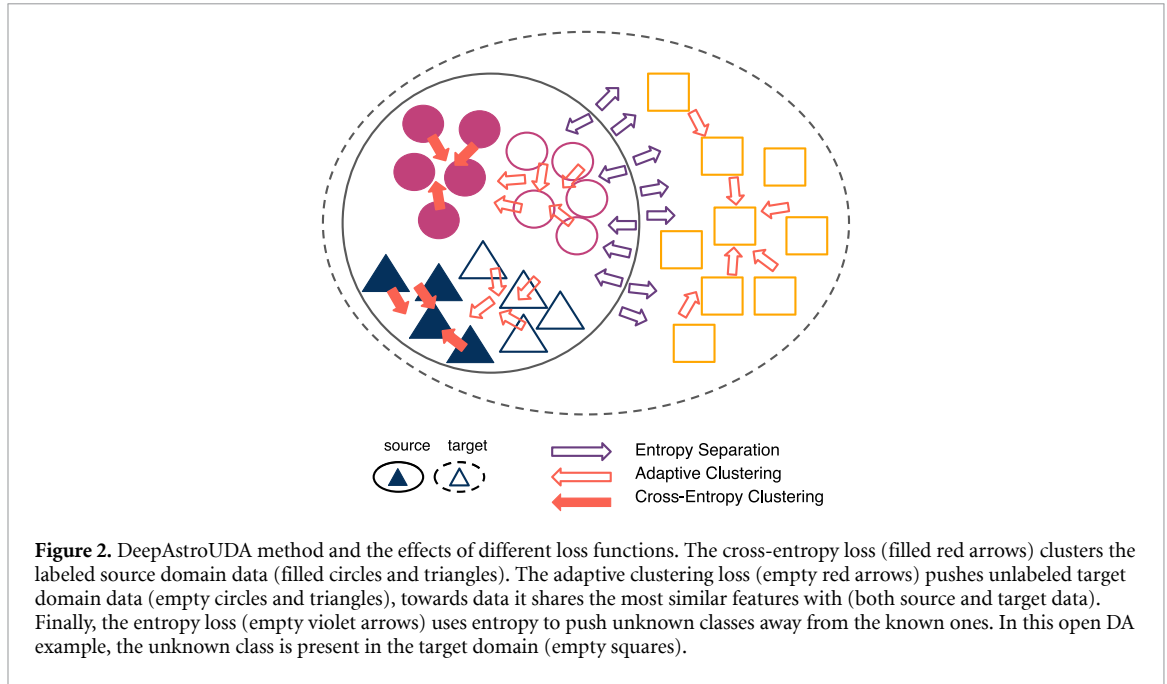 source target
Entropy Separation
Adaptive Clustering
Cross-Entropy Clustering
Figure 2. DeepAstroUDA method and the effects of different loss functions. The cross-entropy loss (filled red arrows) clusters the
labeled source domain data (filled circles and triangles). The adaptive clustering loss (empty red arrows) pushes unlabeled target
domain data (empty circles and triangles), towards data it shares the most similar features with (both source and target data).
Finally, the entropy loss (empty violet arrows) uses entropy to push unknown classes away from the known ones. In this open DA
example, the unknown class is present in the target domain (empty squares).